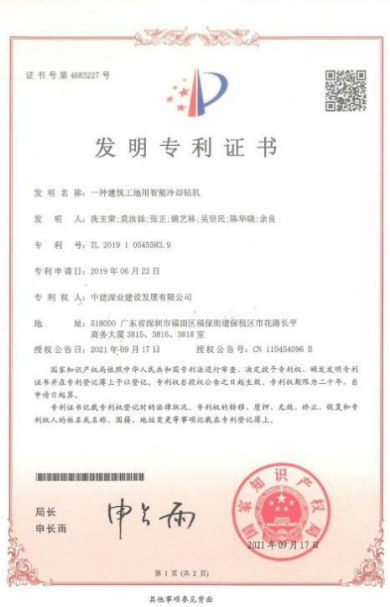 证书号第4683227号
发明专利证书
发 明 名 称：一种建筑工地用智能冷却钻机
发 明 人：冼玉荣;莫汝妹;张正;姚艺林;吴坚民;陈华晓;余良
专 利 号：ZL 2019 1 0545583.9
专利申请日：2019年06月22日
专 利 权 人：中建深业建设发展有限公司
地 址：518000 广东省深圳市福田区福保街道保税区市花路长平
商务大厦3815、3816、3818室
授权公告日：2021年09月17日 授权公告号：CN 110454096 B
国家知识产权局依照中华人民共和国专利法进行审查，决定授予专利权，颁发发明专利
证书并在专利登记簿上予以登记。专利权自授权公告之日起生效。专利权期限为二十年，自
申请日起算。
专利证书记载专利权登记时的法律状况。专利权的转移、质押、无效、终止、恢复和专
利权人的姓名或名称、国籍、地址变更等事项记载在专利登记簿上。
局长
申长雨
申长雨
国家知识产权局
2021年09月17日
第 1 页 (共 2 页)
其他事项参见背面